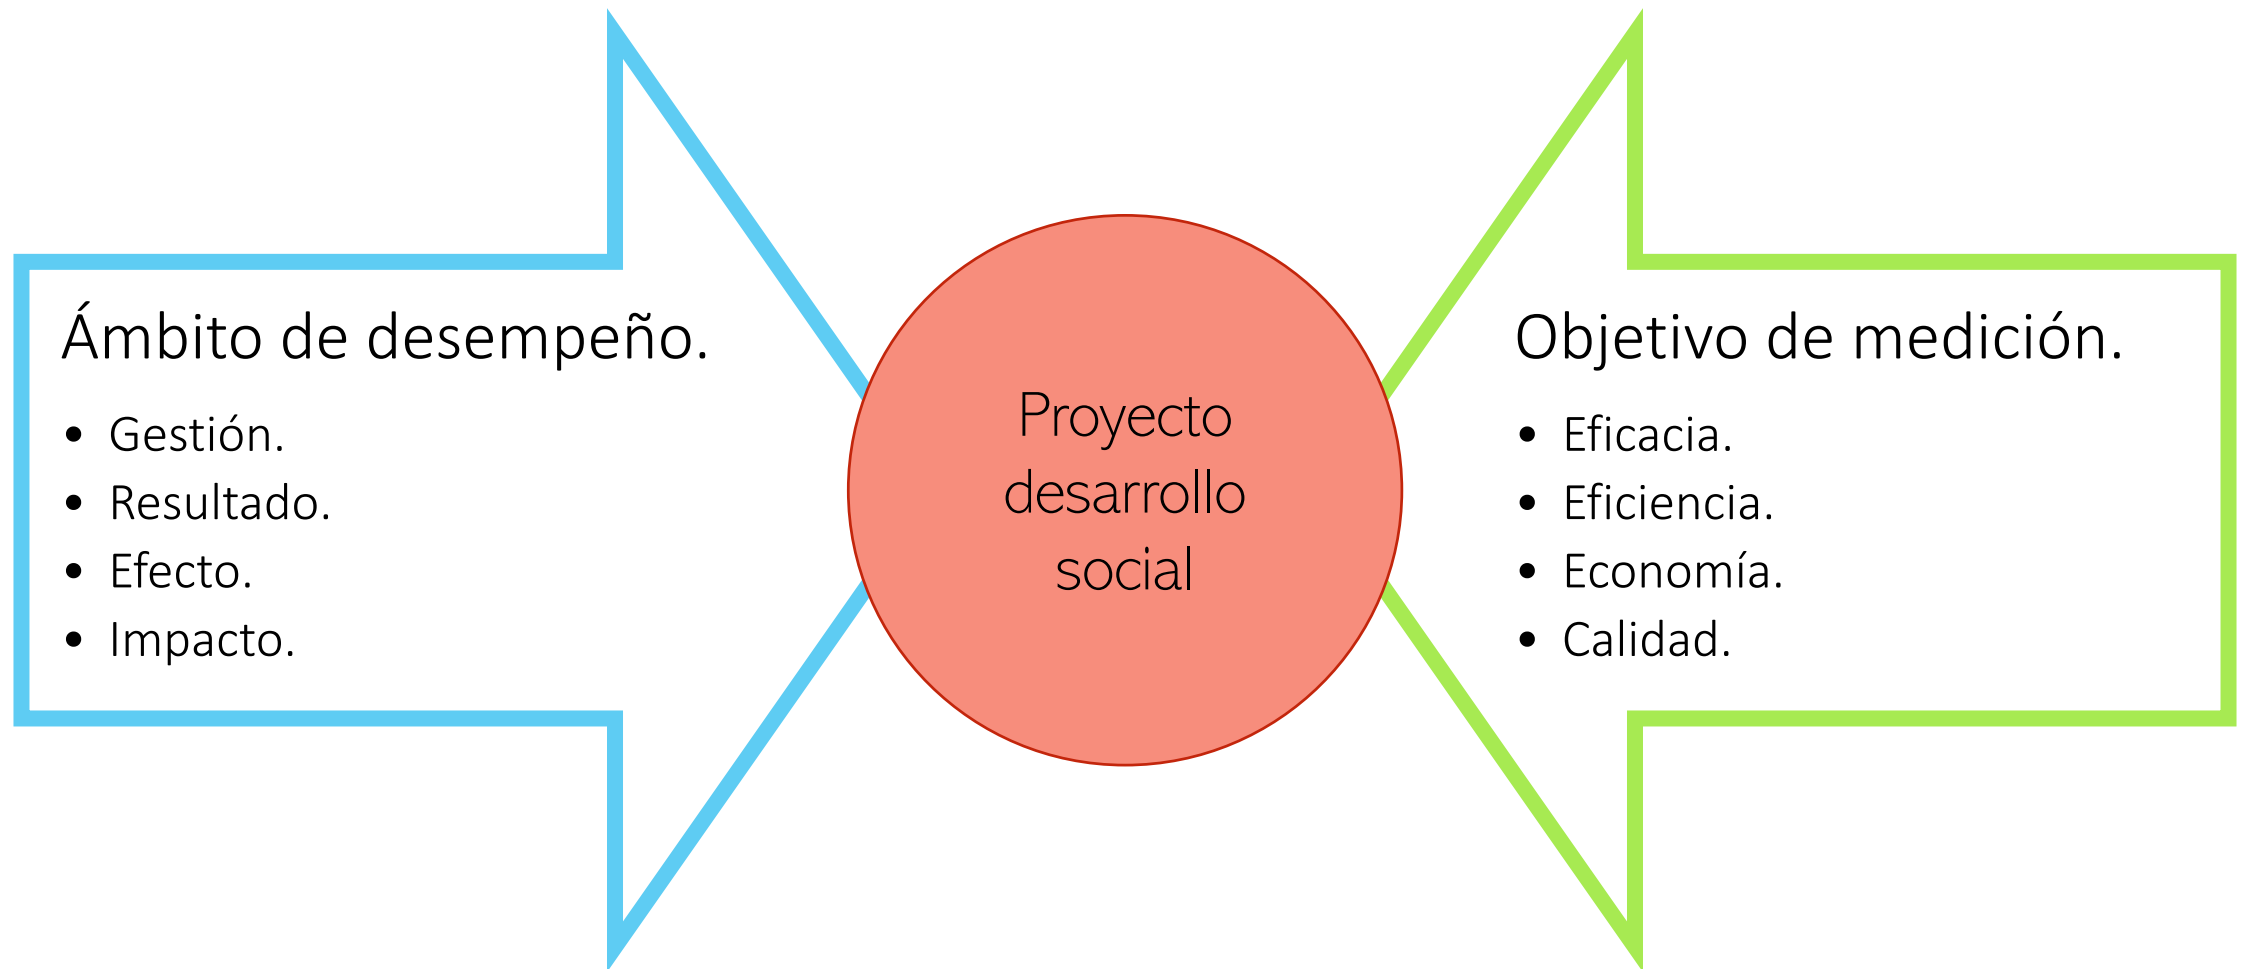 Ámbito de desempeño.
• Gestión.
• Resultado.
• Efecto.
• Impacto.
Proyecto
desarrollo
social
Objetivo de medición.
• Eficacia.
• Eficiencia.
• Economía.
• Calidad.